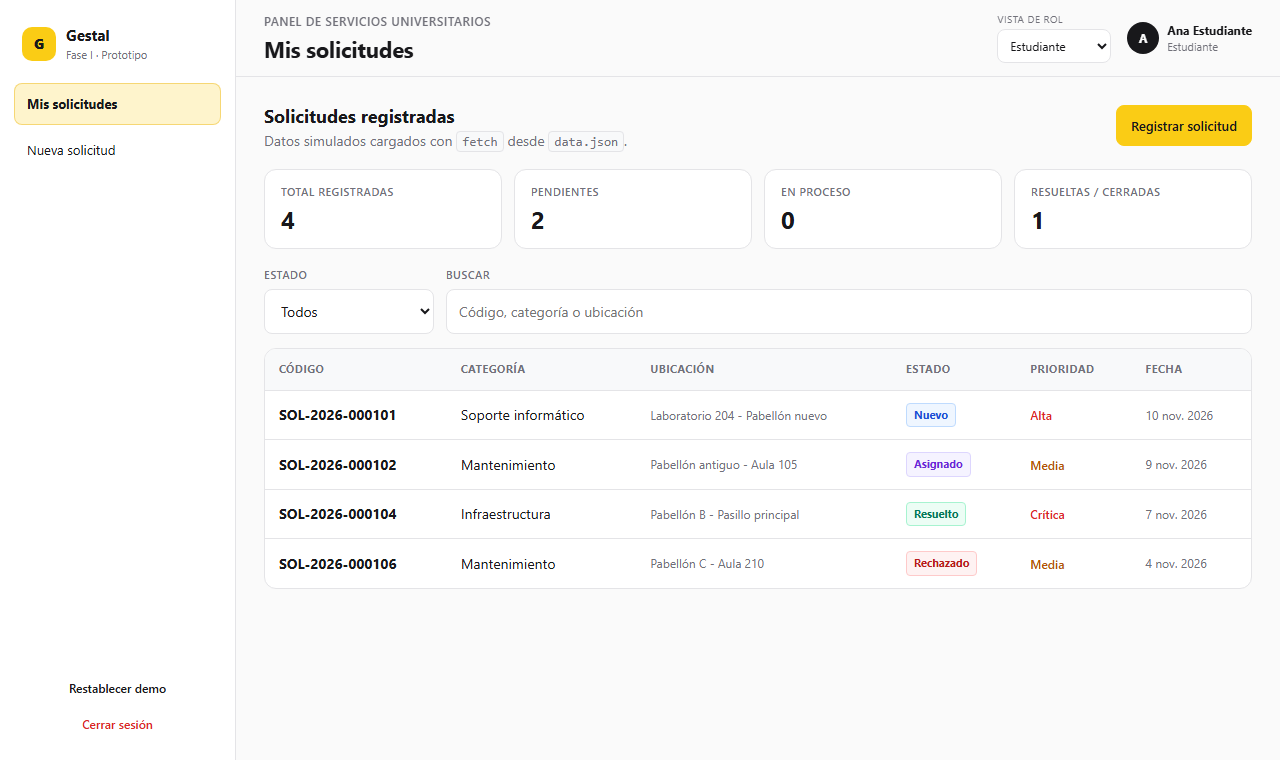 G
Gestal
Fase I · Prototipo
Mis solicitudes
Nueva solicitud
Restablecer demo
Cerrar sesión
PANEL DE SERVICIOS UNIVERSITARIOS
Mis solicitudes
VISTA DE ROL
Estudiante
A
Ana Estudiante
Estudiante
Solicitudes registradas
Datos simulados cargados con fetch desde data.json.
Registrar solicitud
TOTAL REGISTRADAS
4
PENDIENTES
2
EN PROCESO
0
RESUELTAS / CERRADAS
1
ESTADO
Todos
BUSCAR
Código, categoría o ubicación
CÓDIGO CATEGORÍA UBICACIÓN ESTADO PRIORIDAD FECHA
SOL-2026-000101 Soporte informático Laboratorio 204 - Pabellón nuevo Nuevo Alta 10 nov. 2026
SOL-2026-000102 Mantenimiento Pabellón antiguo - Aula 105 Asignado Media 9 nov. 2026
SOL-2026-000104 Infraestructura Pabellón B - Pasillo principal Resuelto Crítica 7 nov. 2026
SOL-2026-000106 Mantenimiento Pabellón C - Aula 210 Rechazado Media 4 nov. 2026